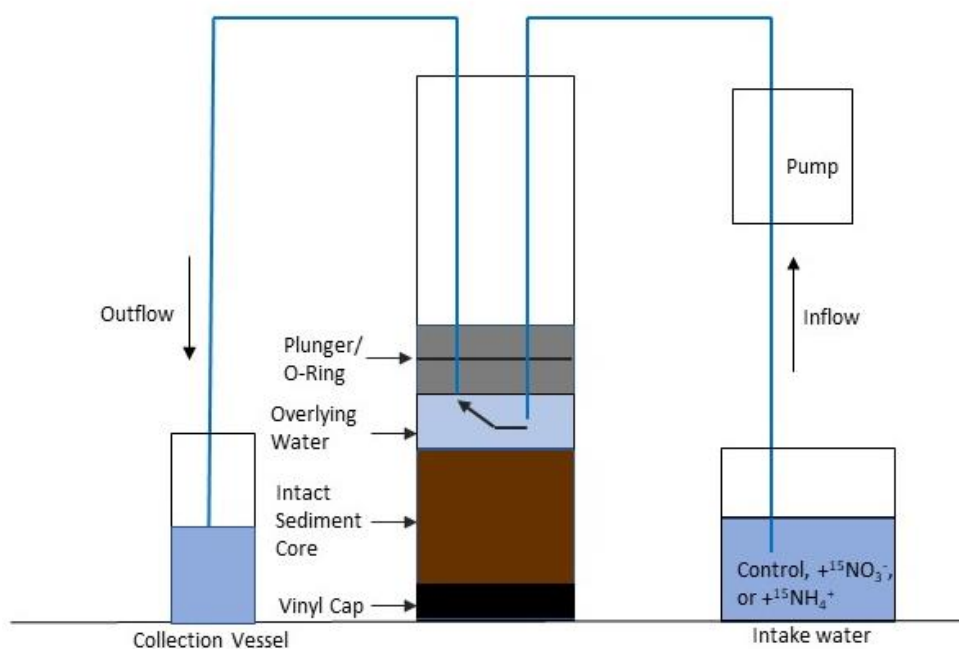 Pump
Outflow
Inflow
Plunger/
O-Ring
Overlying
Water
Intact
Sediment
Core
Vinyl Cap
Control, +¹⁵NO₃⁻,
or +¹⁵NH₄⁺
Collection Vessel
Intake water